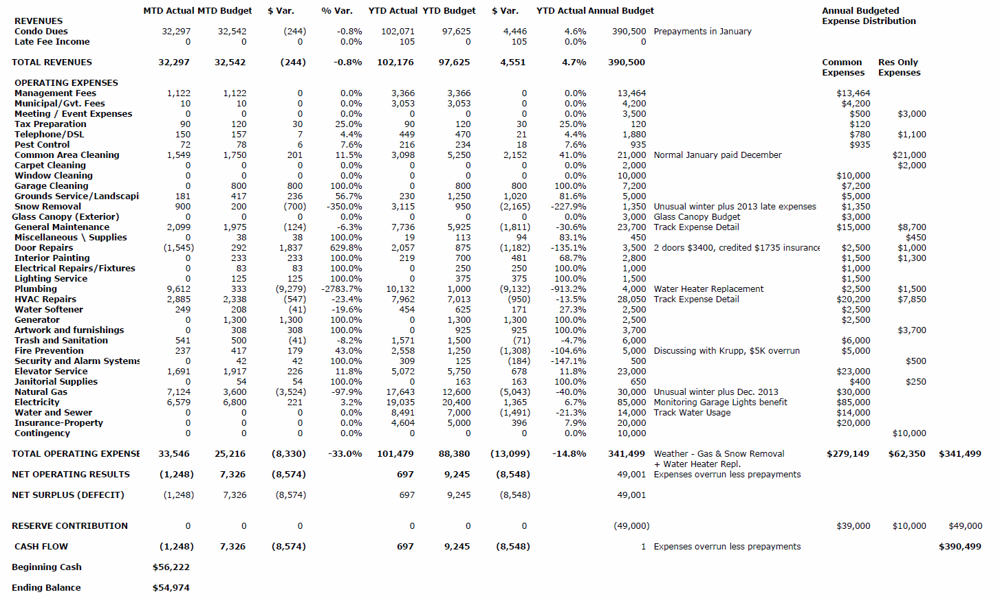 MTD Actual MTD Budget $ Var. % Var. YTD Actual YTD Budget $ Var. YTD Actual Annual Budget Annual Budgeted
REVENUES Expense Distribution
Condo Dues 32,297 32,542 (244) -0.8% 102,071 97,625 4,446 4.6% 390,500 Prepayments in January
Late Fee Income 0 0 0 0.0% 105 0 105 0.0% 0
TOTAL REVENUES 32,297 32,542 (244) -0.8% 102,176 97,625 4,551 4.7% 390,500 Common Res Only
Expenses Expenses
OPERATING EXPENSES
Management Fees 1,122 1,122 0 0.0% 3,366 3,366 0 0.0% 13,464 $13,464
Municipal/Gvt. Fees 10 10 0 0.0% 3,053 3,053 0 0.0% 4,200 $4,200
Meeting / Event Expenses 0 0 0 0.0% 0 0 0 0.0% 3,500 $500 $3,000
Tax Preparation 90 120 30 25.0% 90 120 30 25.0% 120 $120
Telephone/DSL 150 157 7 4.4% 449 470 21 4.4% 1,880 $780 $1,100
Pest Control 72 78 6 7.6% 216 234 18 7.6% 935 $935
Common Area Cleaning 1,549 1,750 201 11.5% 3,098 5,250 2,152 41.0% 21,000 Normal January paid December $21,000
Carpet Cleaning 0 0 0 0.0% 0 0 0 0.0% 2,000 $2,000
Window Cleaning 0 0 0 0.0% 0 0 0 0.0% 10,000 $10,000
Garage Cleaning 0 800 800 100.0% 0 800 800 100.0% 7,200 $7,200
Grounds Service/Landscapi 181 417 236 56.7% 230 1,250 1,020 81.6% 5,000 $5,000
Snow Removal 900 200 (700) -350.0% 3,115 950 (2,165) -227.9% 1,350 Unusual winter plus 2013 late expenses $1,350
Glass Canopy (Exterior) 0 0 0 0.0% 0 0 0 0.0% 3,000 Glass Canopy Budget $3,000
General Maintenance 2,099 1,975 (124) -6.3% 7,736 5,925 (1,811) -30.6% 23,700 Track Expense Detail $15,000 $8,700
Miscellaneous \ Supplies 0 38 38 100.0% 19 113 94 83.1% 450 $450
Door Repairs (1,545) 292 1,837 629.8% 2,057 875 (1,182) -135.1% 3,500 2 doors $3400, credited $1735 insurance $2,500 $1,000
Interior Painting 0 233 233 100.0% 219 700 481 68.7% 2,800 $1,500 $1,300
Electrical Repairs/Fixtures 0 83 83 100.0% 0 250 250 100.0% 1,000 $1,000
Lighting Service 0 125 125 100.0% 0 375 375 100.0% 1,500 $1,500
Plumbing 9,612 333 (9,279) -2783.7% 10,132 1,000 (9,132) -913.2% 4,000 Water Heater Replacement $2,500 $1,500
HVAC Repairs 2,885 2,338 (547) -23.4% 7,962 7,013 (950) -13.5% 28,050 Track Expense Detail $20,200 $7,850
Water Softener 249 208 (41) -19.6% 454 625 171 27.3% 2,500 $2,500
Generator 0 1,300 1,300 100.0% 0 1,300 1,300 100.0% 2,500 $2,500
Artwork and furnishings 0 308 308 100.0% 0 925 925 100.0% 3,700 $3,700
Trash and Sanitation 541 500 (41) -8.2% 1,571 1,500 (71) -4.7% 6,000 $6,000
Fire Prevention 237 417 179 43.0% 2,558 1,250 (1,308) -104.6% 5,000 Discussing with Krupp, $5K overrun $5,000
Security and Alarm Systems 0 42 42 100.0% 309 125 (184) -147.1% 500 $500
Elevator Service 1,691 1,917 226 11.8% 5,072 5,750 678 11.8% 23,000 $23,000
Janitorial Supplies 0 54 54 100.0% 0 163 163 100.0% 650 $400 $250
Natural Gas 7,124 3,600 (3,524) -97.9% 17,643 12,600 (5,043) -40.0% 30,000 Unusual winter plus Dec. 2013 $30,000
Electricity 6,579 6,800 221 3.2% 19,035 20,400 1,365 6.7% 85,000 Monitoring Garage Lights benefit $85,000
Water and Sewer 0 0 0 0.0% 8,491 7,000 (1,491) -21.3% 14,000 Track Water Usage $14,000
Insurance-Property 0 0 0 0.0% 4,604 5,000 396 7.9% 20,000 $20,000
Contingency 0 0 0 0.0% 0 0 0 0.0% 10,000 $10,000
TOTAL OPERATING EXPENSE 33,546 25,216 (8,330) -33.0% 101,479 88,380 (13,099) -14.8% 341,499 Weather - Gas & Snow Removal $279,149 $62,350 $341,499
+ Water Heater Repl.
NET OPERATING RESULTS (1,248) 7,326 (8,574) 697 9,245 (8,548) 49,001 Expenses overrun less prepayments
NET SURPLUS (DEFECIT) (1,248) 7,326 (8,574) 697 9,245 (8,548) 49,001
RESERVE CONTRIBUTION 0 0 0 0 0 0 (49,000) $39,000 $10,000 $49,000
CASH FLOW (1,248) 7,326 (8,574) 697 9,245 (8,548) 1 Expenses overrun less prepayments $390,499
Beginning Cash $56,222
Ending Balance $54,974